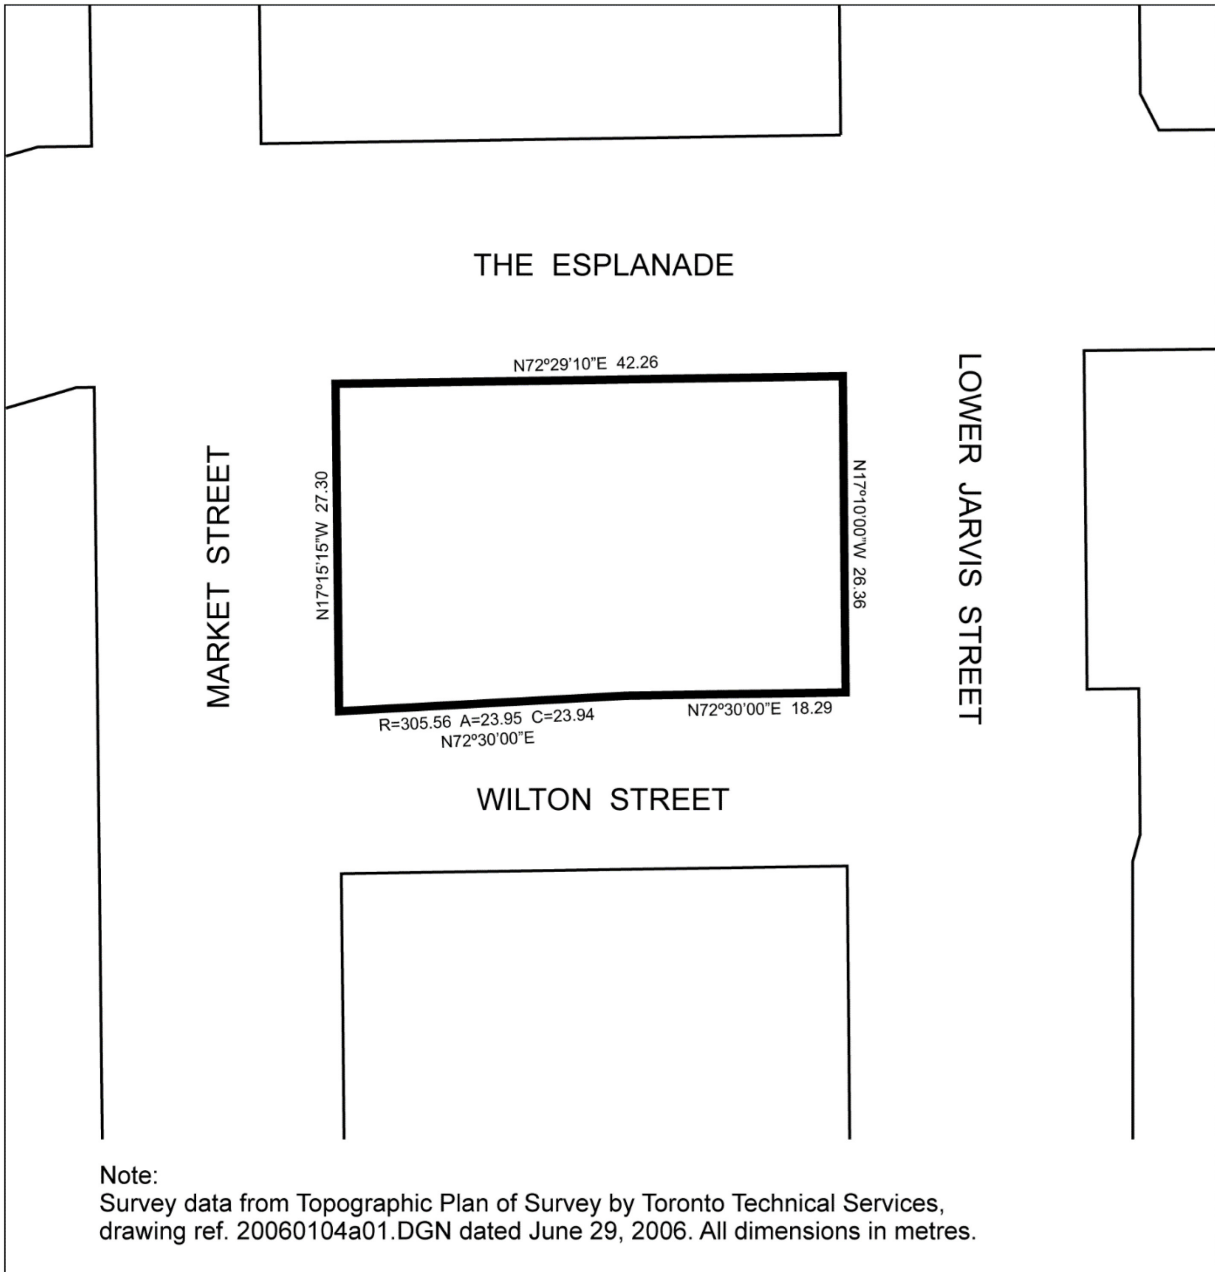 THE ESPLANADE
N72º29'10"E 42.26
LOWER JARVIS STREET
MARKET STREET
N17º15'15"W 27.30
N17º10'00"W 26.36
R=305.56 A=23.95 C=23.94
N72º30'00"E
N72º30'00"E 18.29
WILTON STREET
Note:
Survey data from Topographic Plan of Survey by Toronto Technical Services,
drawing ref. 20060104a01.DGN dated June 29, 2006. All dimensions in metres.